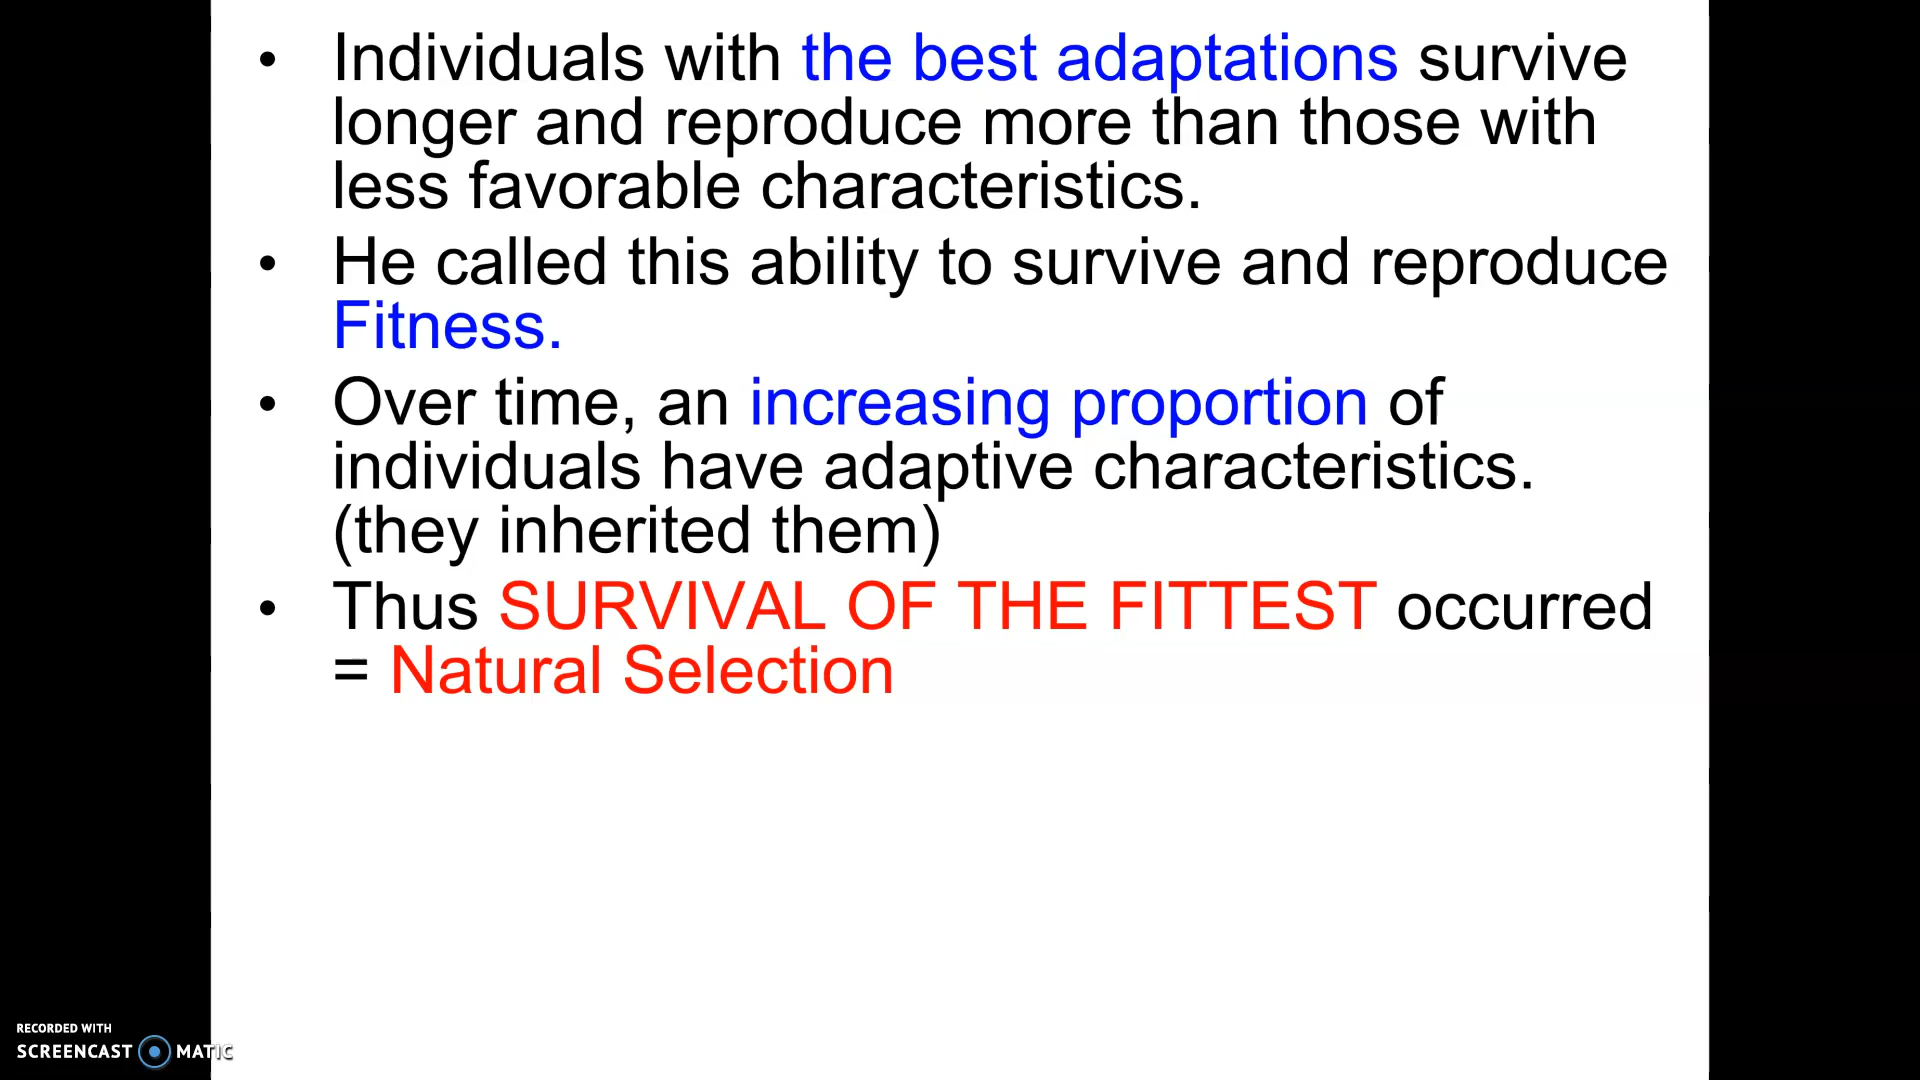 • Individuals with the best adaptations survive
longer and reproduce more than those with
less favorable characteristics.
• He called this ability to survive and reproduce
Fitness.
• Over time, an increasing proportion of
individuals have adaptive characteristics.
(they inherited them)
• Thus SURVIVAL OF THE FITTEST occurred
= Natural Selection
RECORDED WITH
SCREENCAST MATIC